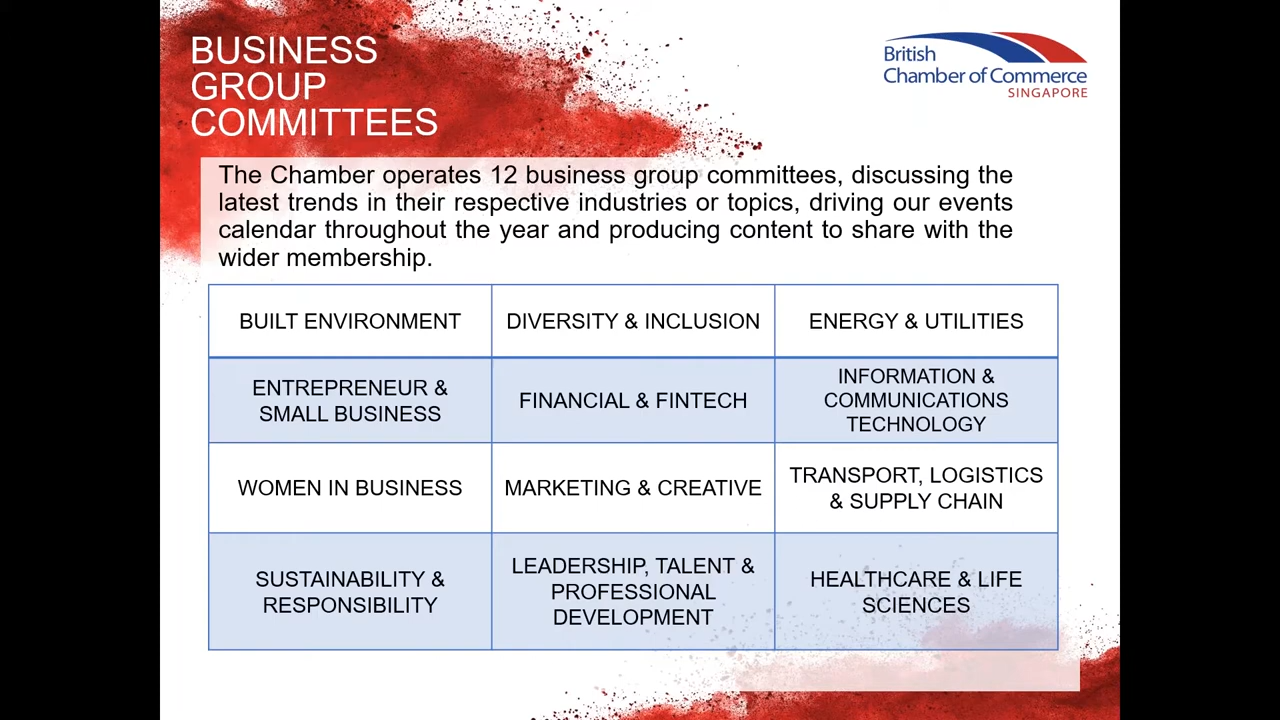 BUSINESS
GROUP
COMMITTEES
British
Chamber of Commerce
SINGAPORE
The Chamber operates 12 business group committees, discussing the
latest trends in their respective industries or topics, driving our events
calendar throughout the year and producing content to share with the
wider membership.
BUILT ENVIRONMENT
DIVERSITY & INCLUSION
ENERGY & UTILITIES
ENTREPRENEUR &
SMALL BUSINESS
FINANCIAL & FINTECH
INFORMATION &
COMMUNICATIONS
TECHNOLOGY
WOMEN IN BUSINESS
MARKETING & CREATIVE
TRANSPORT, LOGISTICS
& SUPPLY CHAIN
SUSTAINABILITY &
RESPONSIBILITY
LEADERSHIP, TALENT &
PROFESSIONAL
DEVELOPMENT
HEALTHCARE & LIFE
SCIENCES